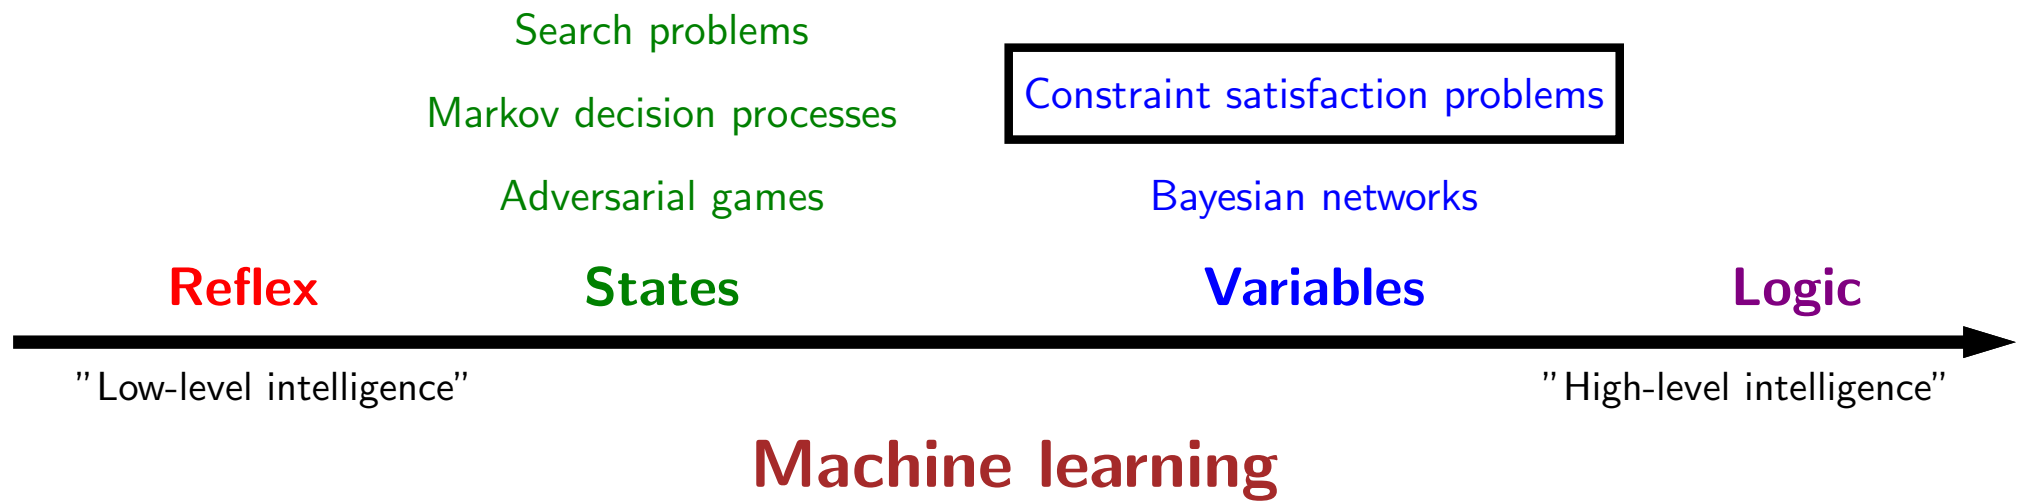 Search problems
Constraint satisfaction problems
Markov decision processes
Adversarial games
Bayesian networks
Reflex
States
Variables
Logic
"Low-level intelligence"
"High-level intelligence"
Machine learning